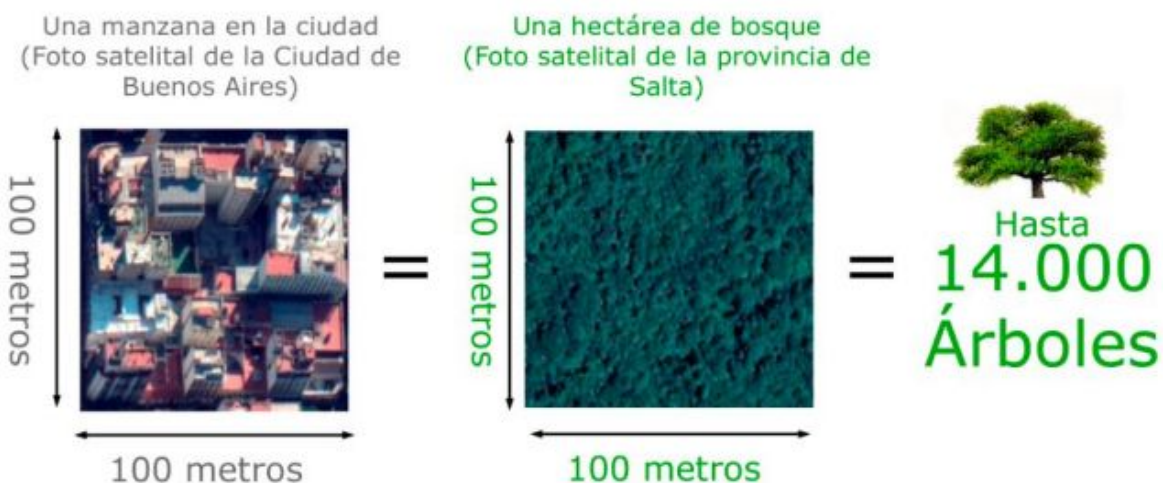 Una manzana en la ciudad
(Foto satelital de la Ciudad de
Buenos Aires)
100 metros
100 metros
=
Una hectárea de bosque
(Foto satelital de la provincia de
Salta)
100 metros
100 metros
=
Hasta
14.000
Árboles